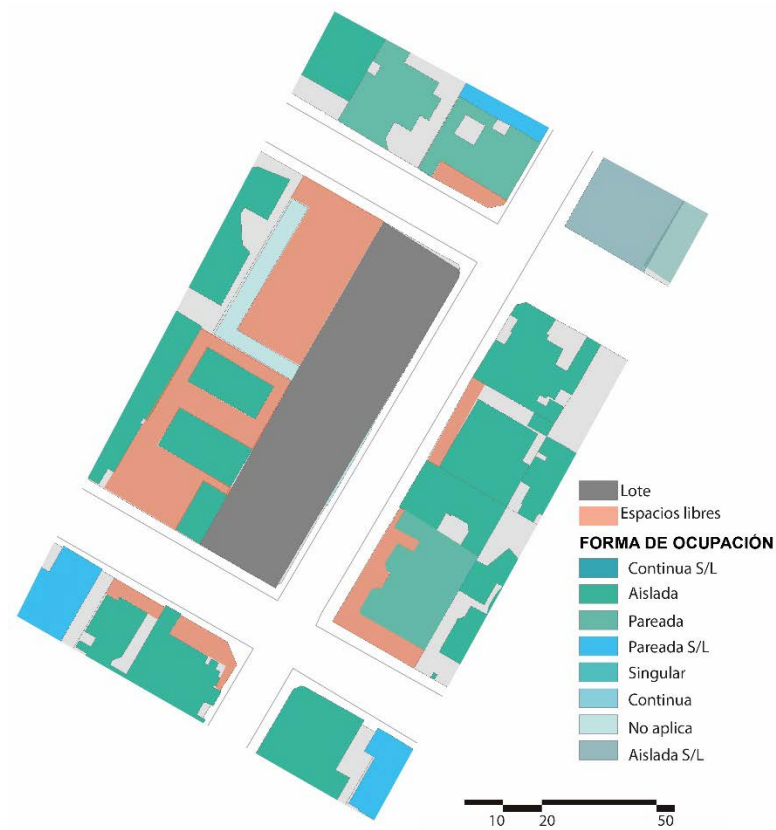 Lote
Espacios libres
FORMA DE OCUPACIÓN
Continua S/L
Aislada
Pareada
Pareada S/L
Singular
Continua
No aplica
Aislada S/L
10 20 50